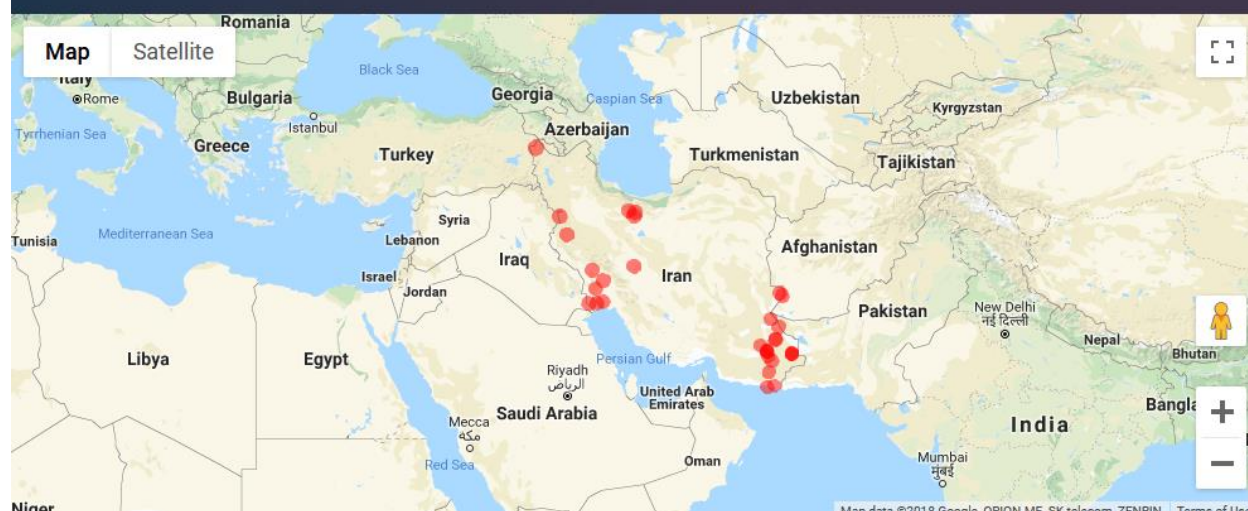 Romania
Map
Satellite
Italy
Rome
Black Sea
Georgia
Caspian Sea
Uzbekistan
Kyrgyzstan
Bulgaria
Istanbul
Tyrrhenian Sea
Greece
Turkey
Azerbaijan
Turkmenistan
Tajikistan
Syria
Tunisia
Mediterranean Sea
Lebanon
Iraq
Iran
Afghanistan
Israel
Jordan
Pakistan
New Delhi
नई दिल्ली
Nepal
Bhutan
Libya
Egypt
Persian Gulf
Riyadh
الرياض
United Arab
Emirates
Saudi Arabia
Mecca
مكة
India
Bangla
Mumbai
मुंबई
Oman
Red Sea
Niger
Map data ©2018 Google, ORION-ME, SK telecom, ZENRIN
Terms of Use